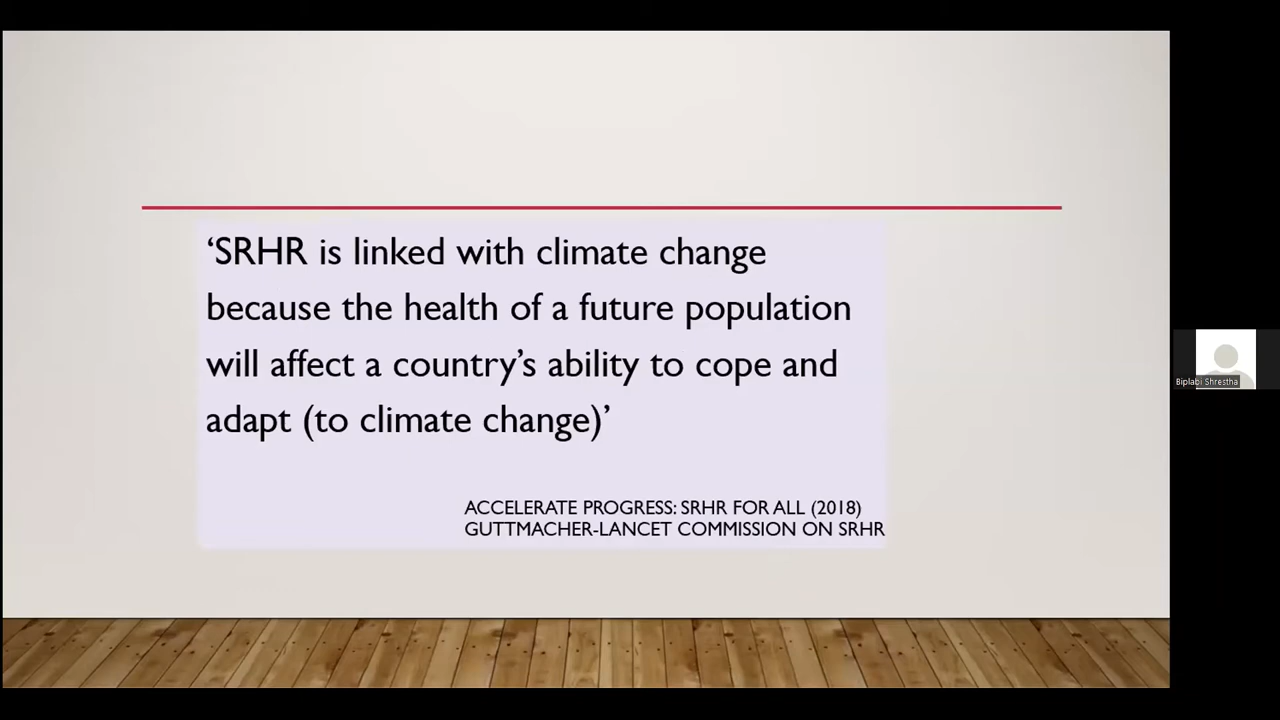 ‘SRHR is linked with climate change
because the health of a future population
will affect a country’s ability to cope and
adapt (to climate change)’
ACCELERATE PROGRESS: SRHR FOR ALL (2018)
GUTTMACHER-LANCET COMMISSION ON SRHR
Biplabi Shrestha